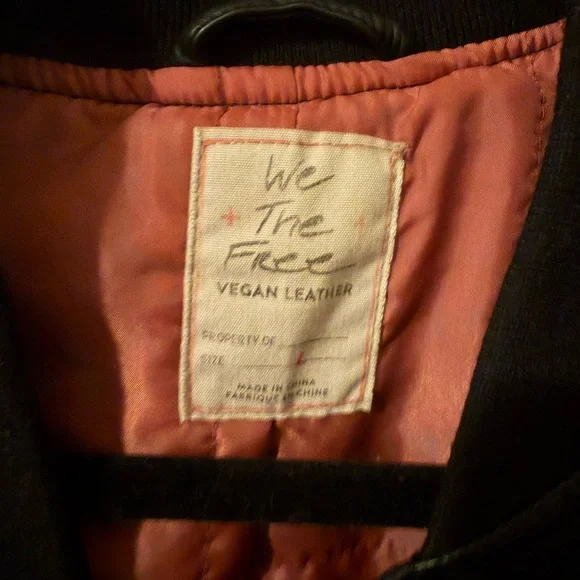 We
The
Free
VEGAN LEATHER
PROPERTY OF
SIZE L
MADE IN CHINA
FABRIQUE EN CHINE